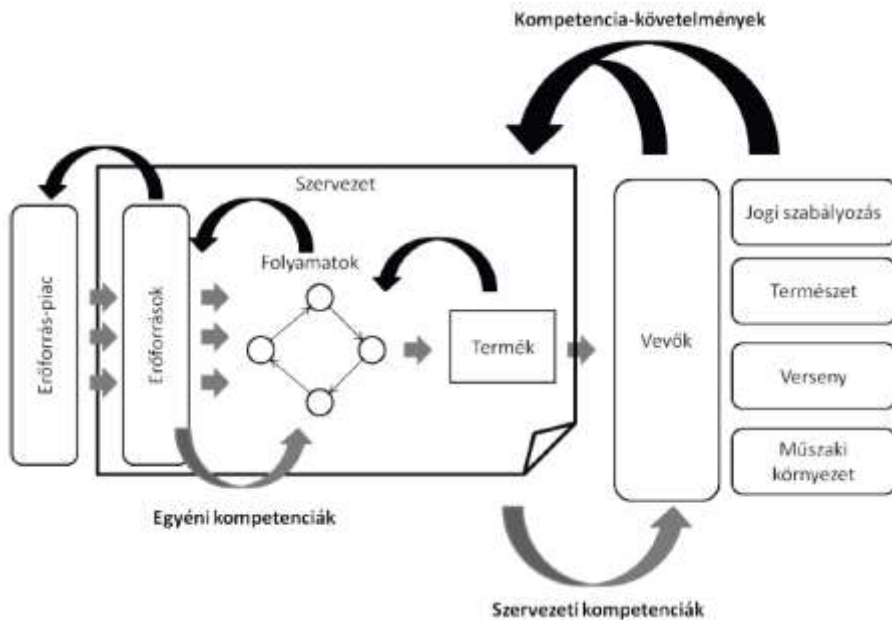 Kompetencia-követelmények
Szervezet
Erőforrás-piac
Erőforrások
Folyamatok
Termék
Vevők
Jogi szabályozás
Természet
Verseny
Műszaki
környezet
Egyéni kompetenciák
Szervezeti kompetenciák